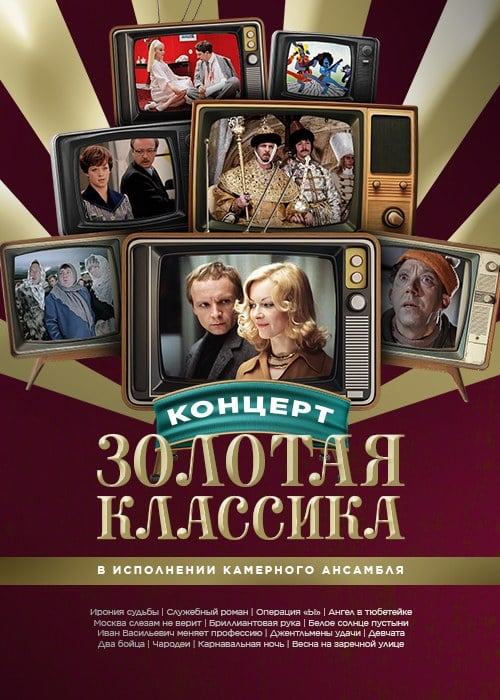 КОНЦЕРТ
ЗОЛОТАЯ
КЛАССИКА
В ИСПОЛНЕНИИ КАМЕРНОГО АНСАМБЛЯ
Ирония судьбы | Служебный роман | Операция «Ы» | Ангел в тюбетейке
Москва слезам не верит | Бриллиантовая рука | Белое солнце пустыни
Иван Васильевич меняет профессию | Джентльмены удачи | Девчата
Два бойца | Чародеи | Карнавальная ночь | Весна на заречной улице